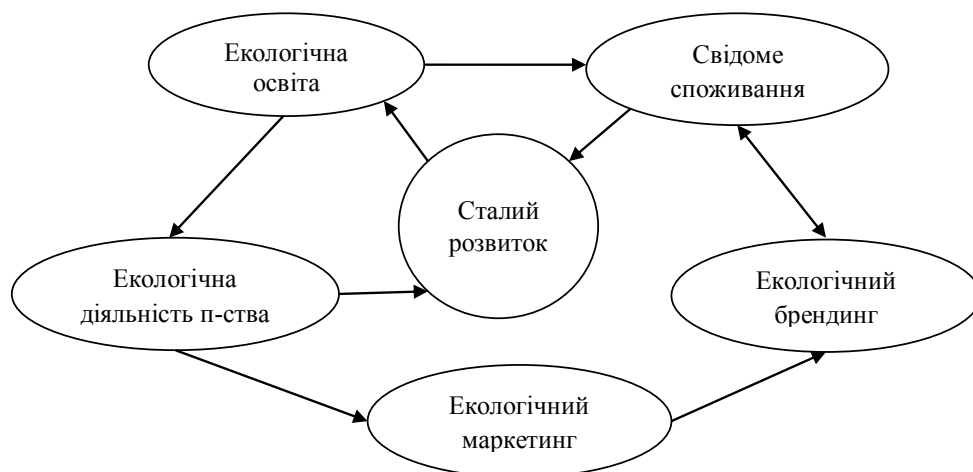 Екологічна
освіта
Свідоме
споживання
Сталий
розвиток
Екологічна
діяльність п-ства
Екологічний
брендинг
Екологічний
маркетинг